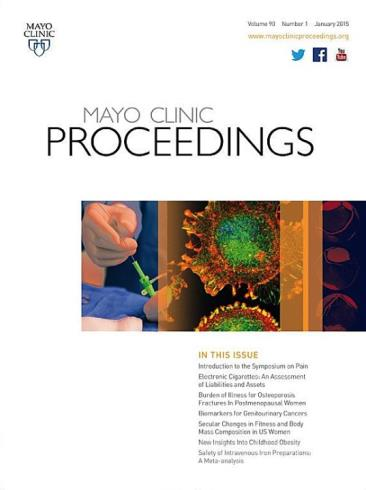 MAYO
CLINIC
Volume 90 Number 1 January 2015
www.mayoclinicproceedings.org
You
Tube
MAYO CLINIC
PROCEEDINGS
IN THIS ISSUE
Introduction to the Symposium on Pain
Electronic Cigarettes: An Assessment
of Liabilities and Assets
Burden of Illness for Osteoporosis
Fractures In Postmenopausal Women
Biomarkers for Genitourinary Cancers
Secular Changes in Fitness and Body
Mass Composition in US Women
New Insights Into Childhood Obesity
Safety of Intravenous Iron Preparations:
A Meta-analysis